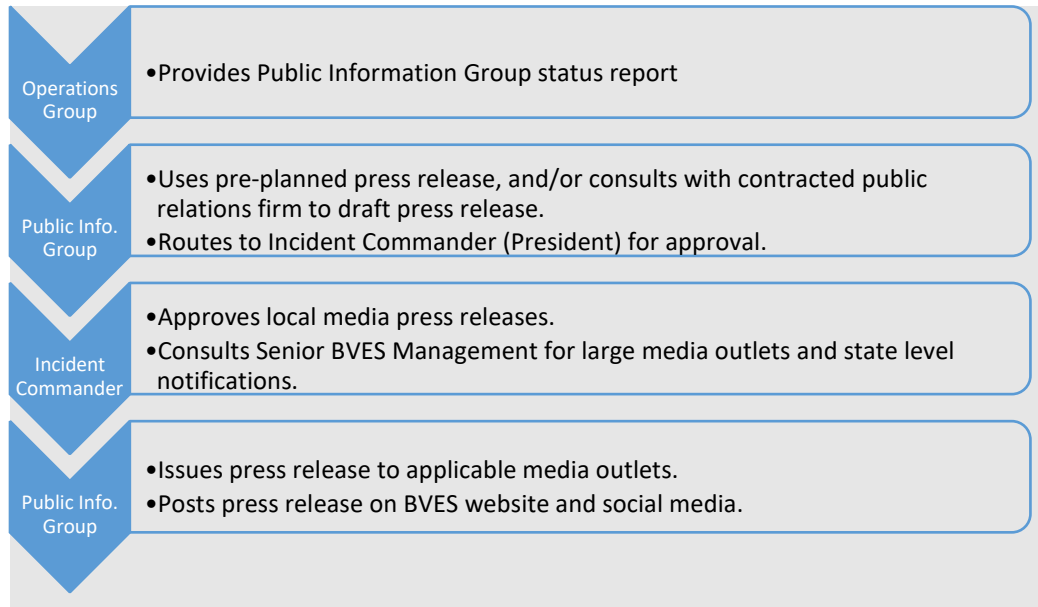 Operations
Group
•Provides Public Information Group status report
Public Info.
Group
•Uses pre-planned press release, and/or consults with contracted public
relations firm to draft press release.
•Routes to Incident Commander (President) for approval.
Incident
Commander
•Approves local media press releases.
•Consults Senior BVES Management for large media outlets and state level
notifications.
Public Info.
Group
•Issues press release to applicable media outlets.
•Posts press release on BVES website and social media.